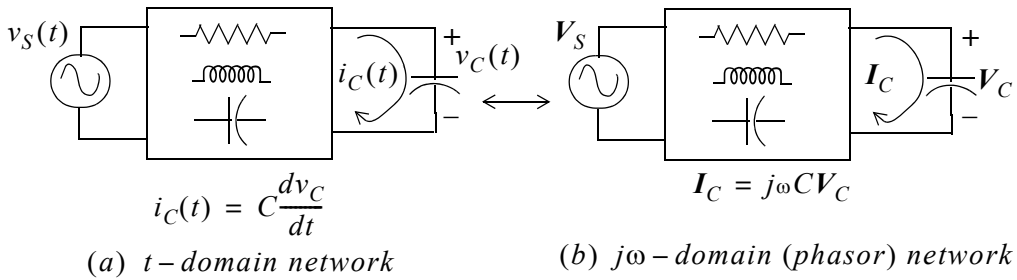 v_S(t)
+
i_C(t)
v_C(t)
−
i_C(t) = C dv_C/dt
(a) t – domain network
V_S
+
I_C
V_C
−
I_C = jωCV_C
(b) jω – domain (phasor) network